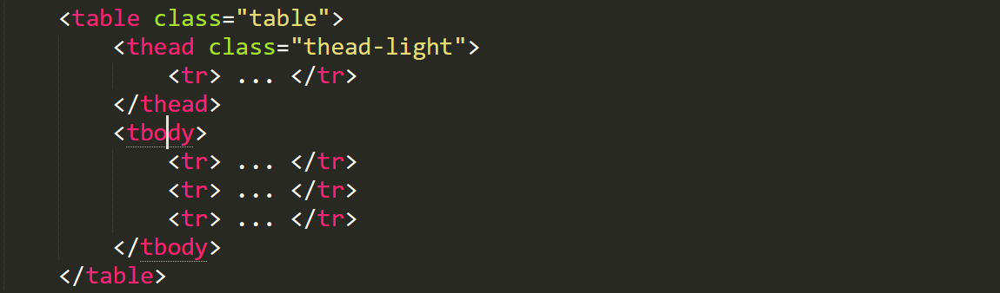 <table class="table">
<thead class="thead-light">
<tr> ... </tr>
</thead>
<tbody>
<tr> ... </tr>
<tr> ... </tr>
<tr> ... </tr>
</tbody>
</table>